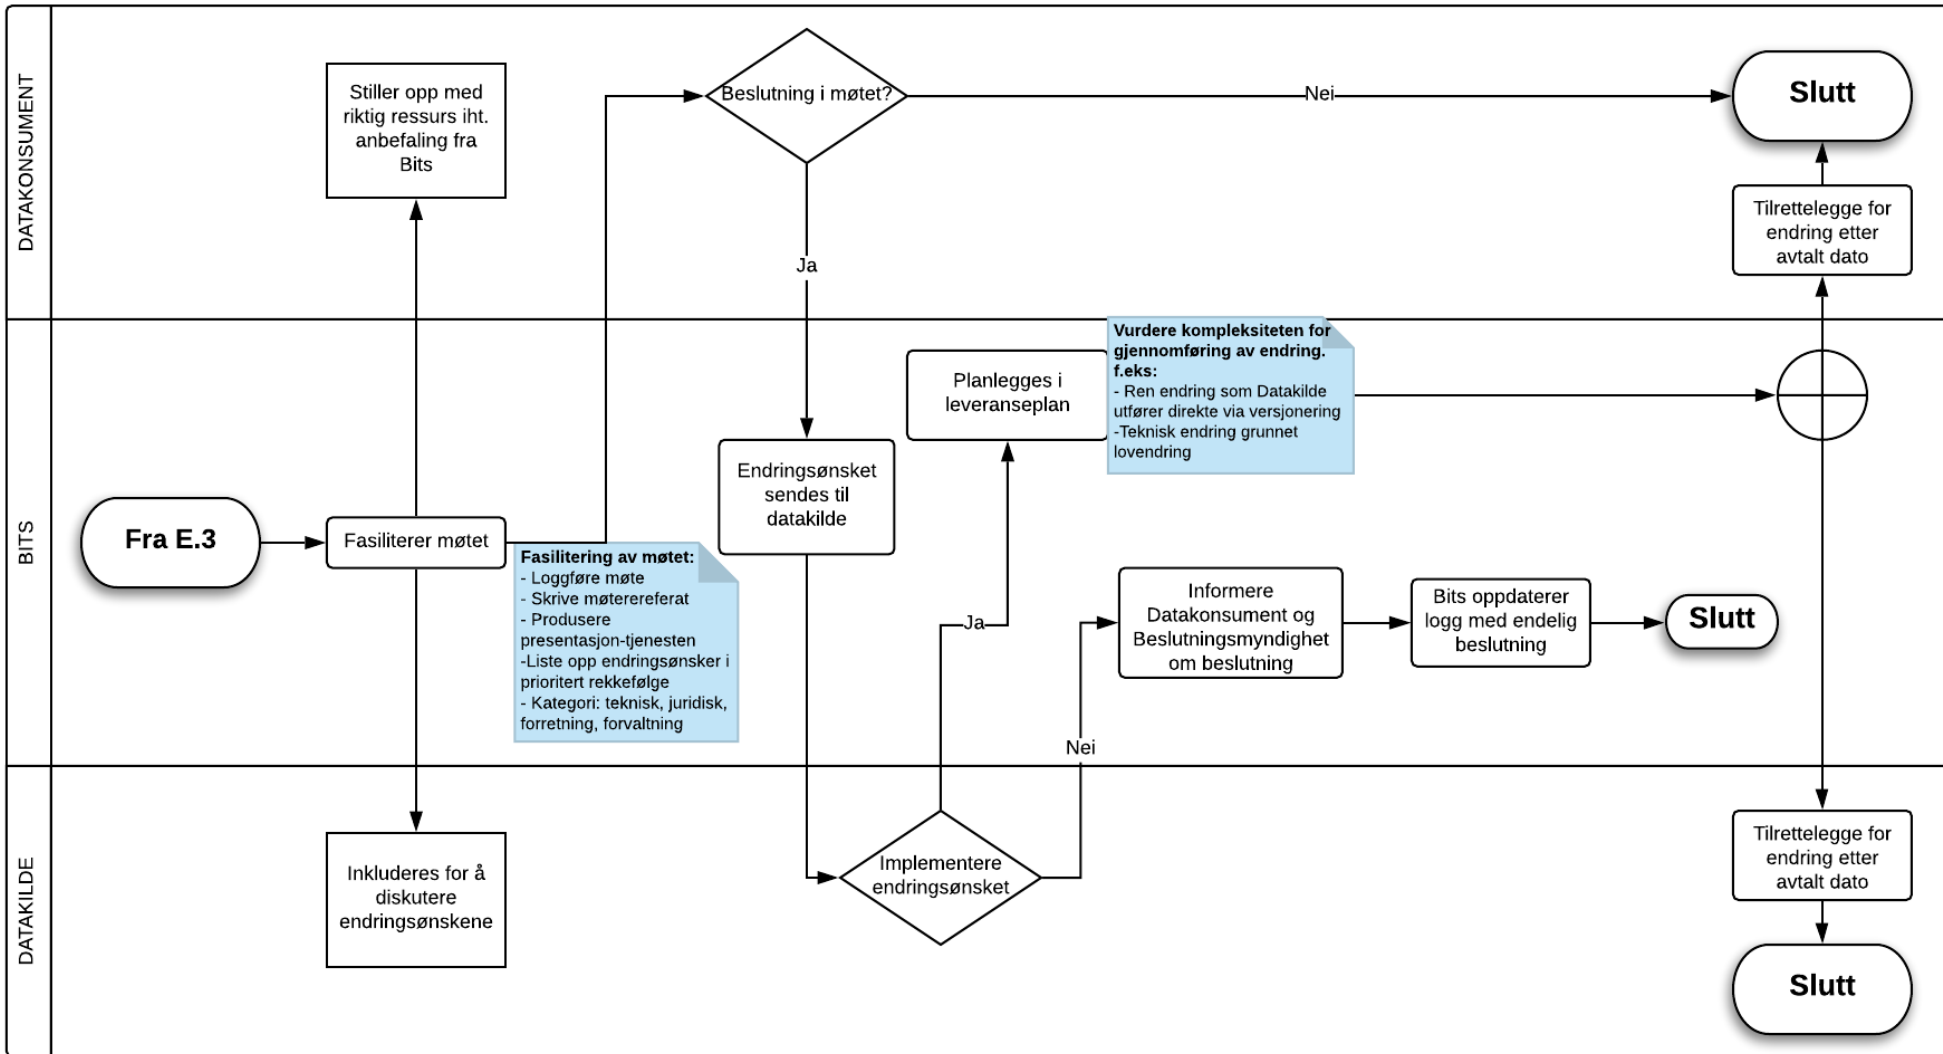 DATAKONSUMENT
Stiller opp med
riktig ressurs iht.
anbefaling fra
Bits
Beslutning i møtet?
Nei
Slutt
Ja
Tilrettelegge for
endring etter
avtalt dato
BITS
Fra E.3
Fasiliterer møtet
Fasilitering av møtet:
- Loggføre møte
- Skrive møterereferat
- Produsere
presentasjon-tjenesten
-Liste opp endringsønsker i
prioritert rekkefølge
- Kategori: teknisk, juridisk,
forretning, forvaltning
Endringsønsket
sendes til
datakilde
Planlegges i
leveranseplan
Vurdere kompleksiteten for
gjennomføring av endring.
f.eks:
- Ren endring som Datakilde
utfører direkte via versjonering
-Teknisk endring grunnet
lovendring
Ja
Nei
Informere
Datakonsument og
Beslutningsmyndighet
om beslutning
Bits oppdaterer
logg med endelig
beslutning
Slutt
DATAKILDE
Inkluderes for å
diskutere
endringsønskene
Implementere
endringsønsket
Tilrettelegge for
endring etter
avtalt dato
Slutt